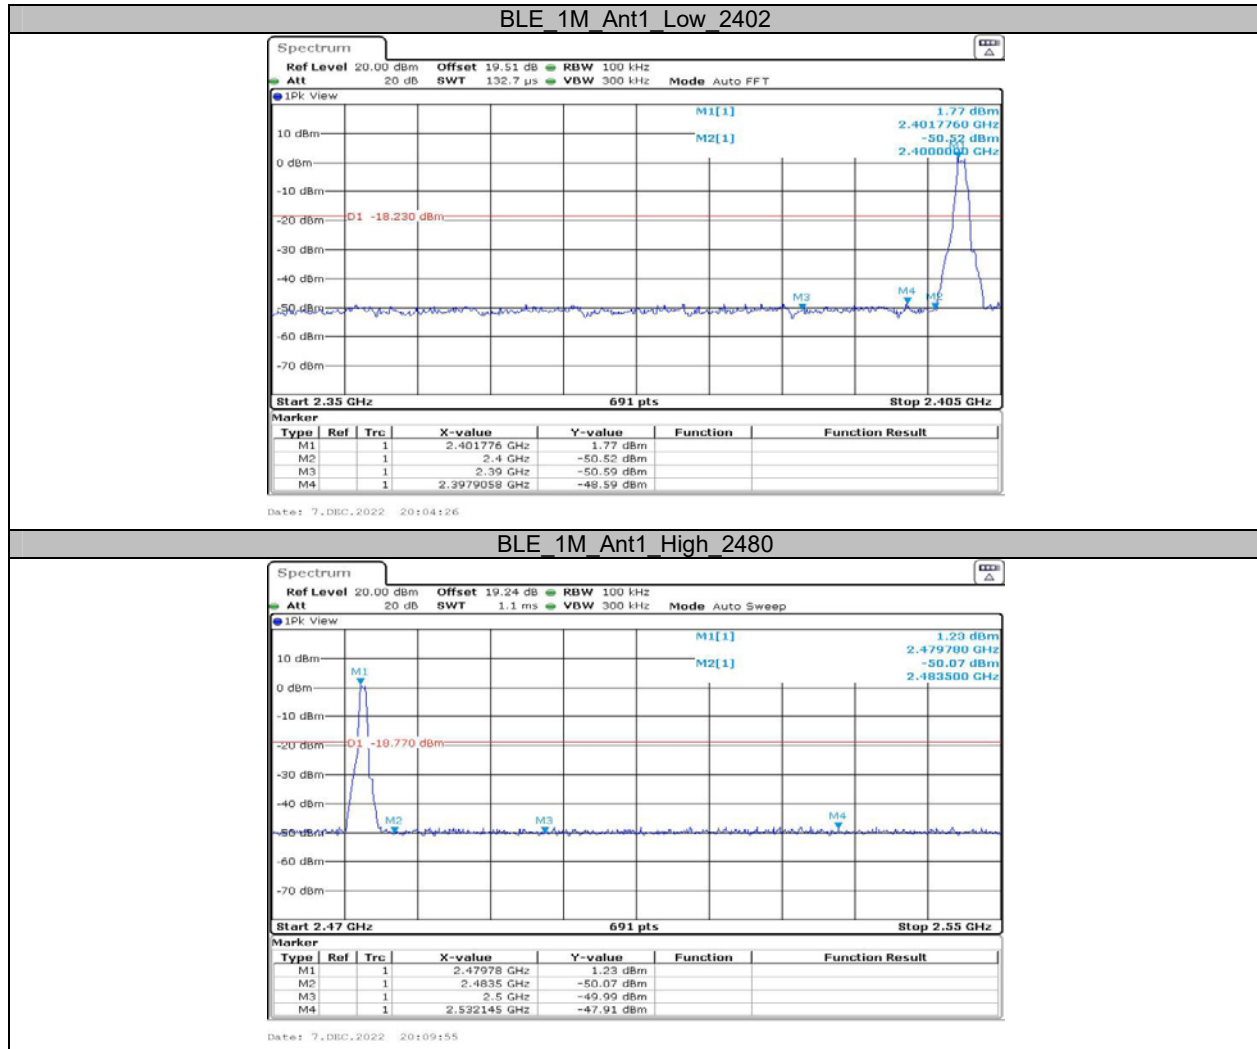 BLE_1M_Ant1_Low_2402
Spectrum
Ref Level 20.00 dBm Offset 19.51 dB RBW 100 kHz
Att 20 dB SWT 132.7 µs VBW 300 kHz Mode Auto FFT
1Pk View
M1[1] 1.77 dBm
2.4017760 GHz
M2[1] -50.52 dBm
2.4000000 GHz
10 dBm
M1
0 dBm
-10 dBm
D1 -18.230 dBm
-20 dBm
-30 dBm
-40 dBm
M3 M4 M2
-50 dBm
-60 dBm
-70 dBm
Start 2.35 GHz 691 pts Stop 2.405 GHz
Marker
Type Ref Trc X-value Y-value Function Function Result
M1 1 2.401776 GHz 1.77 dBm
M2 1 2.4 GHz -50.52 dBm
M3 1 2.39 GHz -50.59 dBm
M4 1 2.3979058 GHz -48.59 dBm
Date: 7.DEC.2022 20:04:26
BLE_1M_Ant1_High_2480
Spectrum
Ref Level 20.00 dBm Offset 19.24 dB RBW 100 kHz
Att 20 dB SWT 1.1 ms VBW 300 kHz Mode Auto Sweep
1Pk View
M1[1] 1.23 dBm
2.479780 GHz
M2[1] -50.07 dBm
2.483500 GHz
10 dBm
M1
0 dBm
-10 dBm
D1 -18.770 dBm
-20 dBm
-30 dBm
-40 dBm
M2 M3 M4
-50 dBm
-60 dBm
-70 dBm
Start 2.47 GHz 691 pts Stop 2.55 GHz
Marker
Type Ref Trc X-value Y-value Function Function Result
M1 1 2.47978 GHz 1.23 dBm
M2 1 2.4835 GHz -50.07 dBm
M3 1 2.5 GHz -49.99 dBm
M4 1 2.532145 GHz -47.91 dBm
Date: 7.DEC.2022 20:09:55